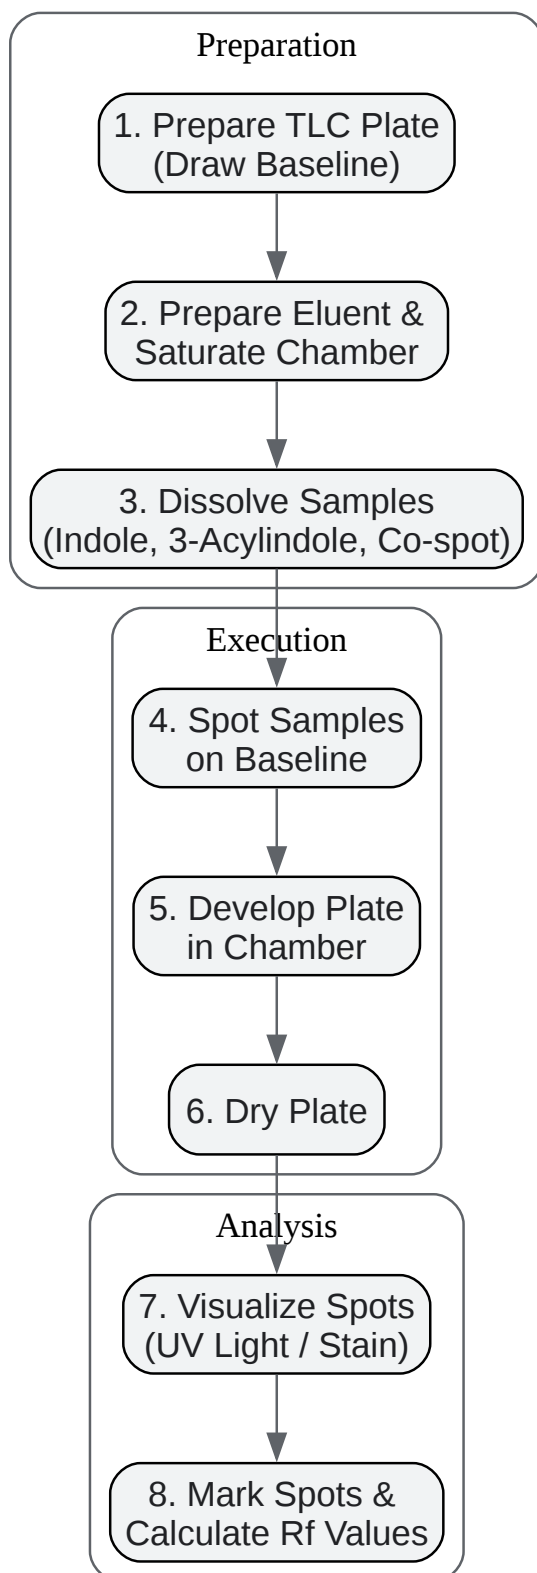 Preparation
1. Prepare TLC Plate
(Draw Baseline)
2. Prepare Eluent &
Saturate Chamber
3. Dissolve Samples
(Indole, 3-Acylindole, Co-spot)
Execution
4. Spot Samples
on Baseline
5. Develop Plate
in Chamber
6. Dry Plate
Analysis
7. Visualize Spots
(UV Light / Stain)
8. Mark Spots &
Calculate Rf Values